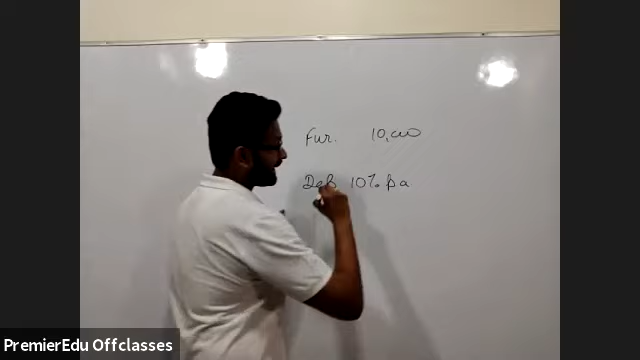 Fur. 10,000
Dep 10% pa
PremierEdu Offclasses